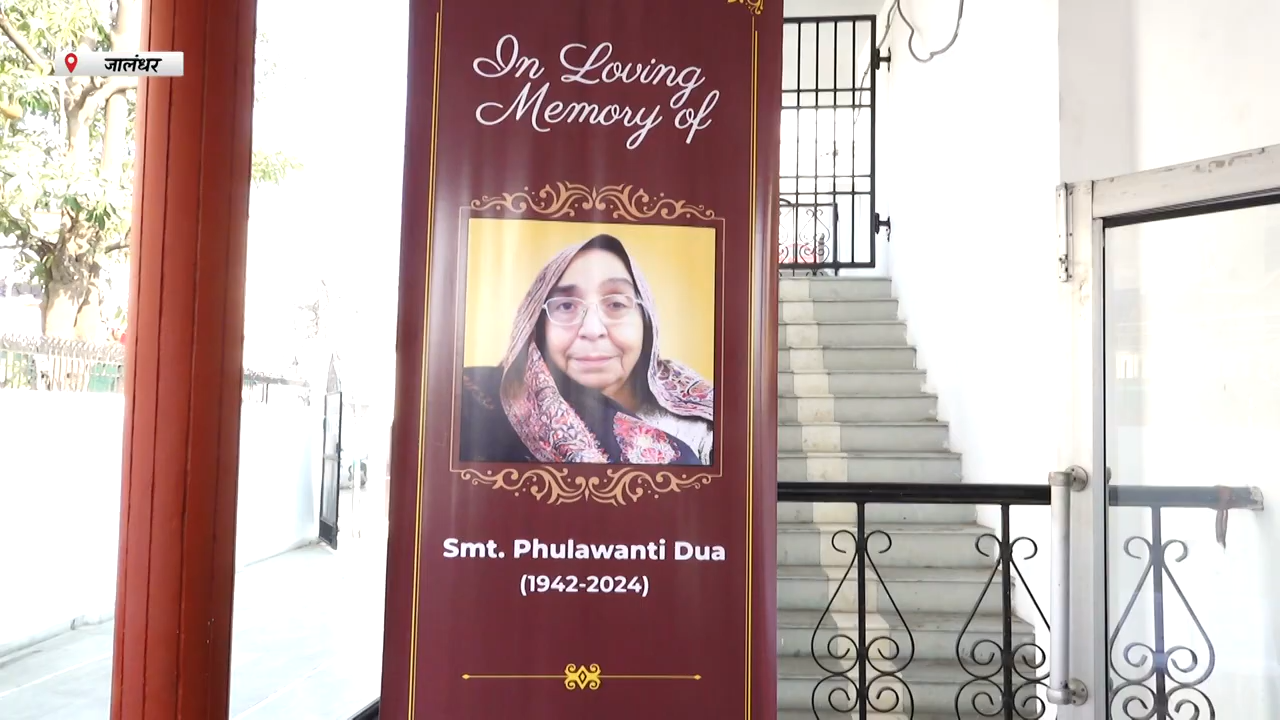 जालंधर
In Loving
Memory of
Smt. Phulawanti Dua
(1942-2024)